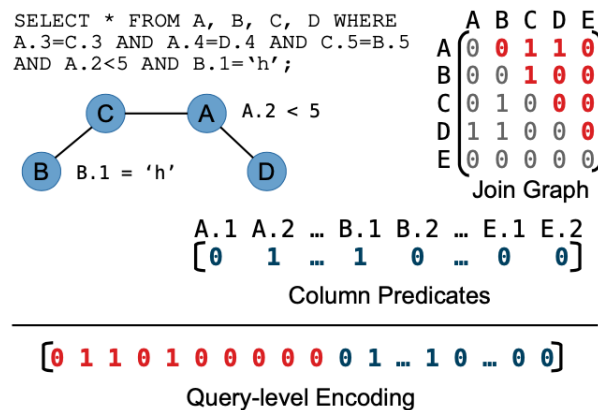 SELECT * FROM A, B, C, D WHERE
A.3=C.3 AND A.4=D.4 AND C.5=B.5
AND A.2<5 AND B.1=‘h’;
C A A.2 < 5
B B.1 = ‘h’ D
A B C D E
A 0 0 1 1 0
B 0 0 1 0 0
C 0 1 0 0 0
D 1 1 0 0 0
E 0 0 0 0 0
Join Graph
A.1 A.2 … B.1 B.2 … E.1 E.2
[0 1 … 1 0 … 0 0]
Column Predicates
[0 1 1 0 1 0 0 0 0 0 0 1 … 1 0 … 0 0]
Query-level Encoding